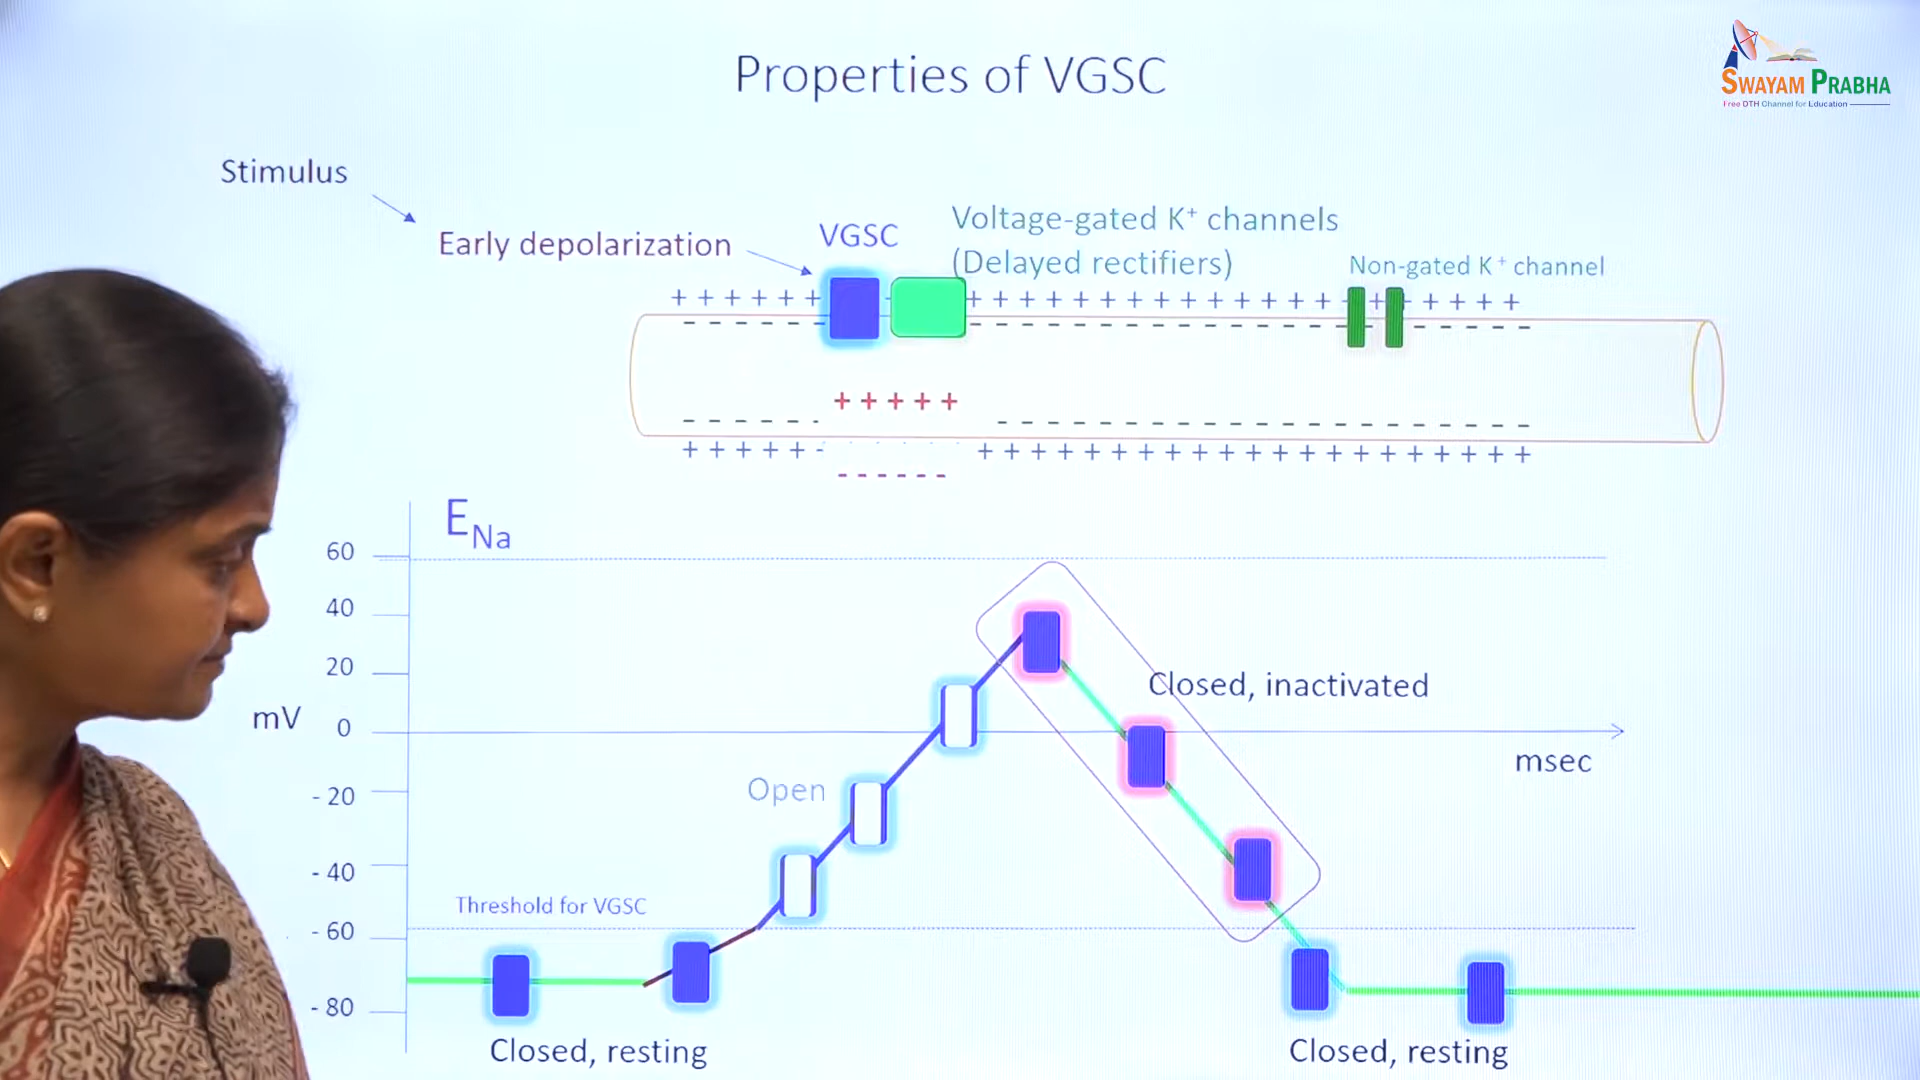 Properties of VGSC
SWAYAM PRABHA
Free DTH Channel for Education
Stimulus
Early depolarization
VGSC
Voltage-gated K⁺ channels
(Delayed rectifiers)
Non-gated K⁺ channel
+ + + + + + + + + + + + + + + + + + + + + + + + + +
- - - - - - - - - - - - - - - - - - - - - - - - - -
+ + + + +
- - - - - - - - - - - - - - - - - - - - - - - - - -
+ + + + + - + + + + + + + + + + + + + + + + + + + + +
- - - - - -
E_Na
60
40
20
mV
0
- 20
- 40
- 60
- 80
Closed, inactivated
msec
Open
Threshold for VGSC
Closed, resting
Closed, resting